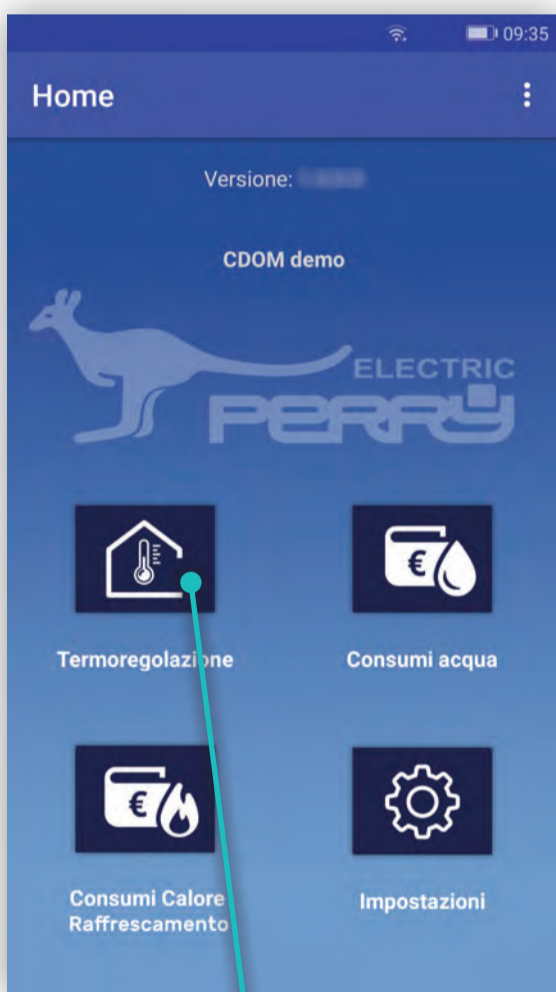 09:35
Home
Versione:
CDOM demo
ELECTRIC
PERRY
€
€
Termoregolazione
Consumi acqua
€
Consumi Calore
Raffrescamento
Impostazioni